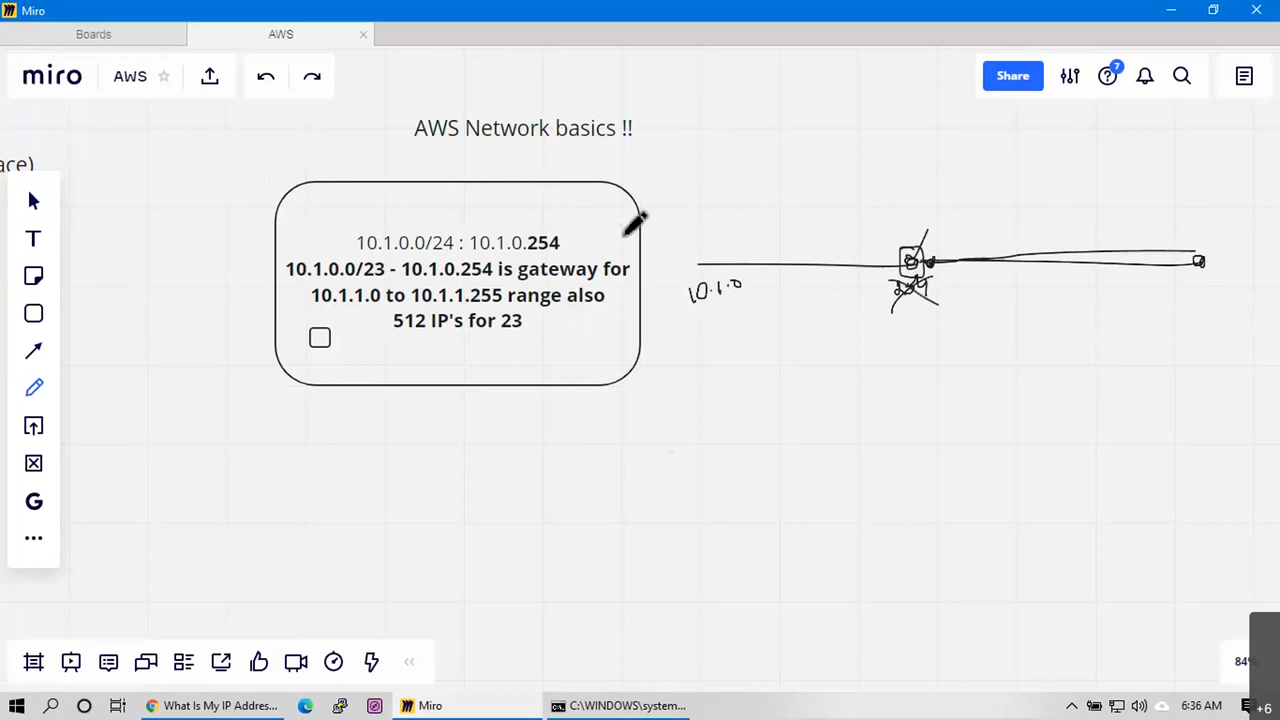 Miro
Boards
AWS
miro
AWS
Share
7
AWS Network basics !!
ace)
10.1.0.0/24 : 10.1.0.254
10.1.0.0/23 - 10.1.0.254 is gateway for
10.1.1.0 to 10.1.1.255 range also
512 IP's for 23
10.1.0
T
G
84%
What Is My IP Addres...
Miro
C:\WINDOWS\system...
6:36 AM
+6